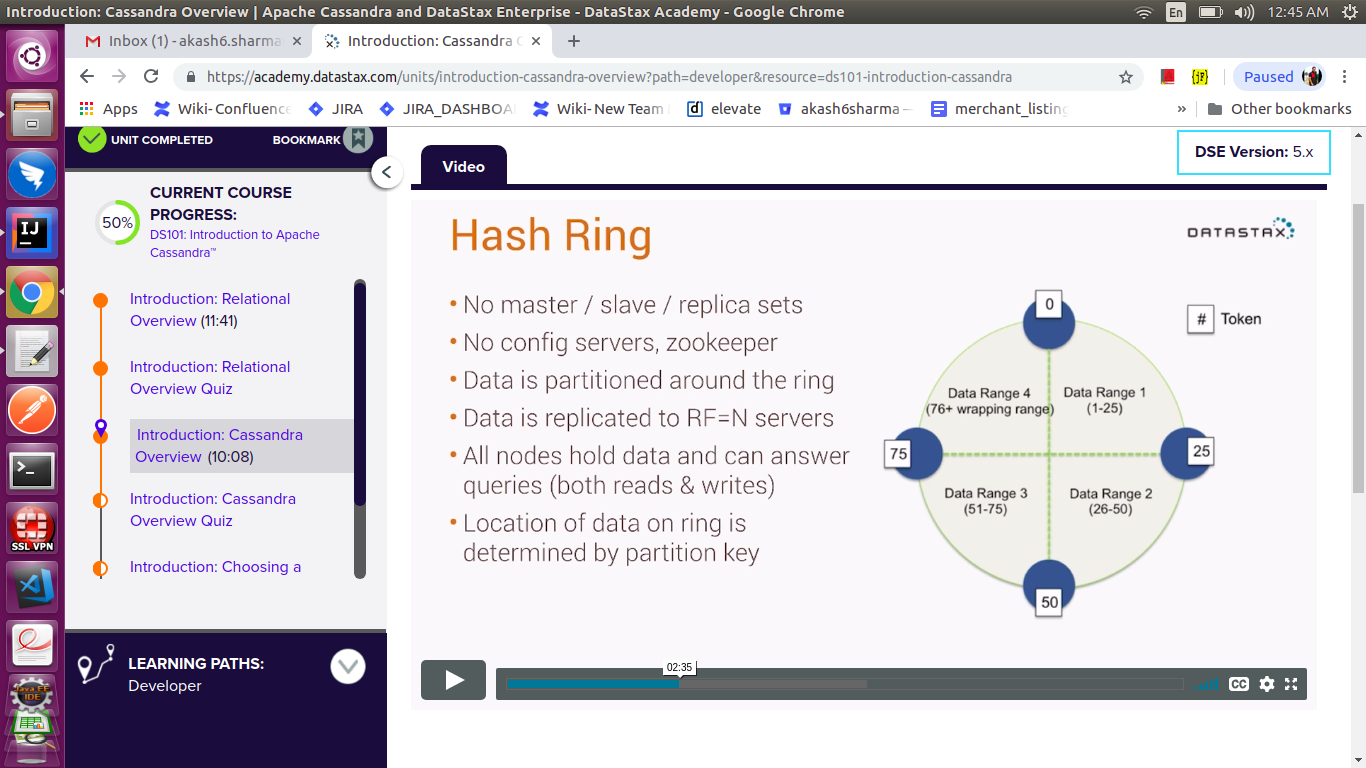 Introduction: Cassandra Overview | Apache Cassandra and DataStax Enterprise - DataStax Academy - Google Chrome
En
12:45 AM
Inbox (1) - akash6.sharma
Introduction: Cassandra
https://academy.datastax.com/units/introduction-cassandra-overview?path=developer&resource=ds101-introduction-cassandra
Paused
Apps
Wiki- Confluence
JIRA
JIRA_DASHBOA
Wiki- New Team
elevate
akash6sharma —
merchant_listing
»
Other bookmarks
UNIT COMPLETED
BOOKMARK
50%
CURRENT COURSE
PROGRESS:
DS101: Introduction to Apache
Cassandra™
Introduction: Relational
Overview (11:41)
Introduction: Relational
Overview Quiz
Introduction: Cassandra
Overview (10:08)
Introduction: Cassandra
Overview Quiz
Introduction: Choosing a
LEARNING PATHS:
Developer
Video
DSE Version: 5.x
Hash Ring
DATASTAX
• No master / slave / replica sets
• No config servers, zookeeper
• Data is partitioned around the ring
• Data is replicated to RF=N servers
• All nodes hold data and can answer
queries (both reads & writes)
• Location of data on ring is
determined by partition key
0
# Token
Data Range 4
(76+ wrapping range)
Data Range 1
(1-25)
75
25
Data Range 3
(51-75)
Data Range 2
(26-50)
50
02:35
CC
IJ
SSL VPN
Java EE
IDE